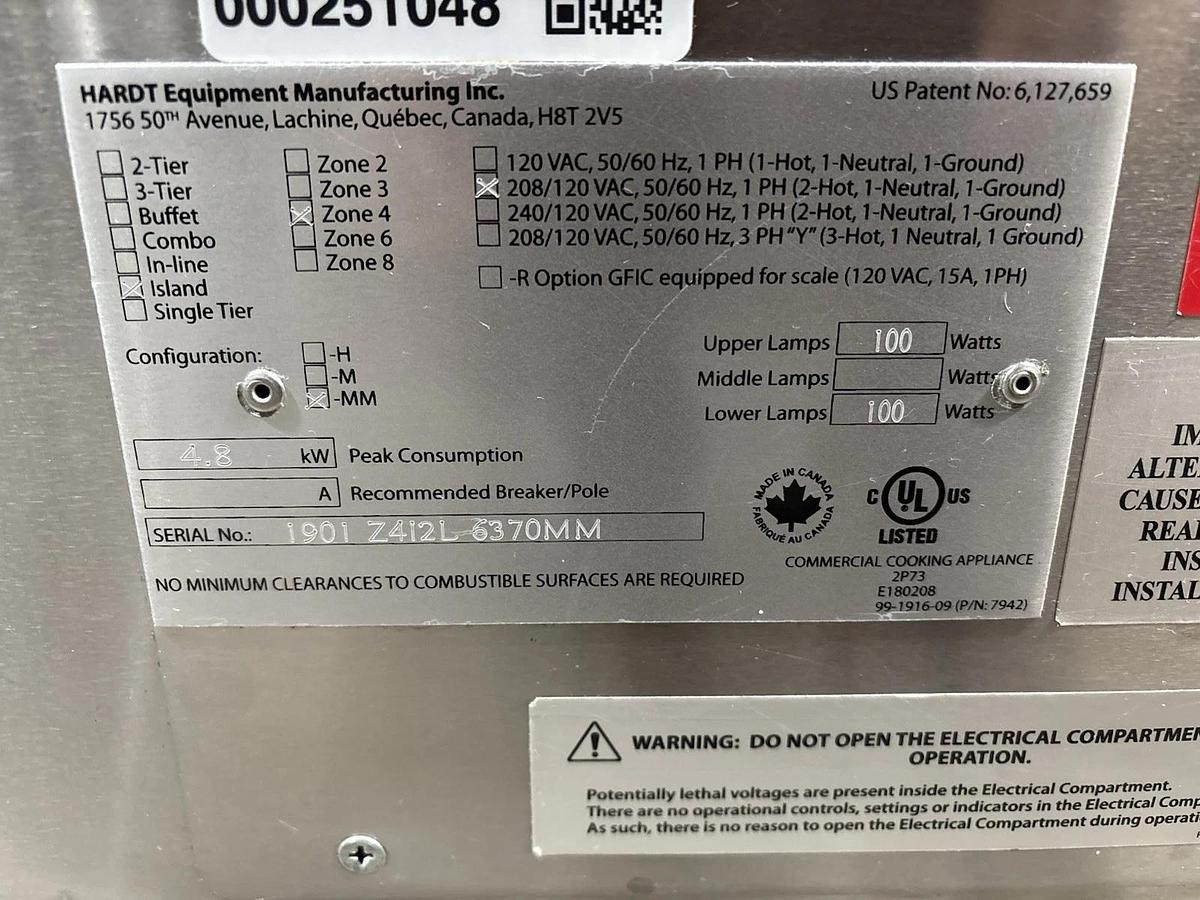 000251048
HARDT Equipment Manufacturing Inc.
1756 50TH Avenue, Lachine, Québec, Canada, H8T 2V5
US Patent No: 6,127,659
2-Tier
3-Tier
Buffet
Combo
In-line
Island
Single Tier
Zone 2
Zone 3
Zone 4
Zone 6
Zone 8
120 VAC, 50/60 Hz, 1 PH (1-Hot, 1-Neutral, 1-Ground)
208/120 VAC, 50/60 Hz, 1 PH (2-Hot, 1-Neutral, 1-Ground)
240/120 VAC, 50/60 Hz, 1 PH (2-Hot, 1-Neutral, 1-Ground)
208/120 VAC, 50/60 Hz, 3 PH "Y" (3-Hot, 1 Neutral, 1 Ground)
-R Option GFIC equipped for scale (120 VAC, 15A, 1PH)
Configuration:
-H
-M
-MM
Upper Lamps 100 Watts
Middle Lamps Watts
Lower Lamps 100 Watts
4.8 kW Peak Consumption
A Recommended Breaker/Pole
SERIAL No.: 1901 Z412L 6370MM
NO MINIMUM CLEARANCES TO COMBUSTIBLE SURFACES ARE REQUIRED
MADE IN CANADA
FABRIQUÉ AU CANADA
C UL US
LISTED
COMMERCIAL COOKING APPLIANCE
2P73
E180208
99-1916-09 (P/N: 7942)
IM
ALTE
CAUSE
REA
INS
INSTAL
WARNING: DO NOT OPEN THE ELECTRICAL COMPARTMEN
OPERATION.
Potentially lethal voltages are present inside the Electrical Compartment.
There are no operational controls, settings or indicators in the Electrical Comp
As such, there is no reason to open the Electrical Compartment during operati